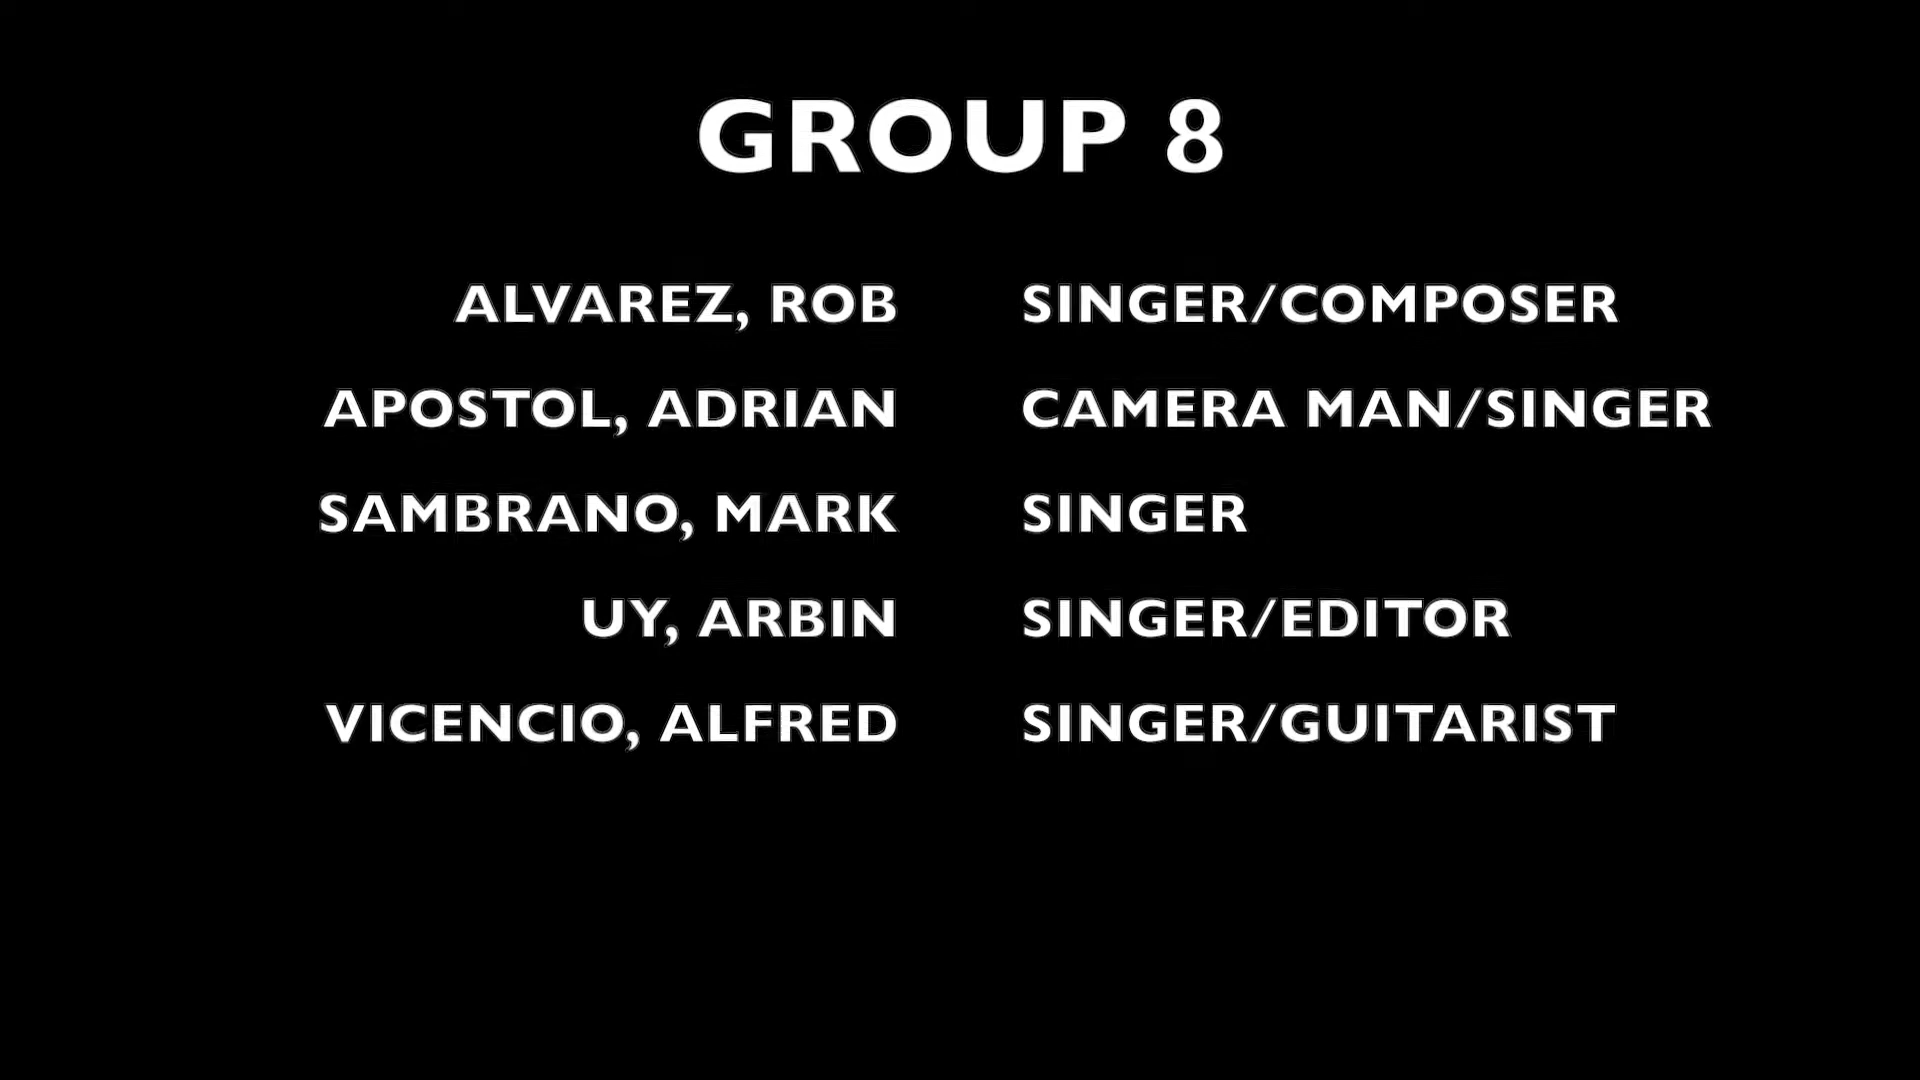 GROUP 8
ALVAREZ, ROB SINGER/COMPOSER
APOSTOL, ADRIAN CAMERA MAN/SINGER
SAMBRANO, MARK SINGER
UY, ARBIN SINGER/EDITOR
VICENCIO, ALFRED SINGER/GUITARIST